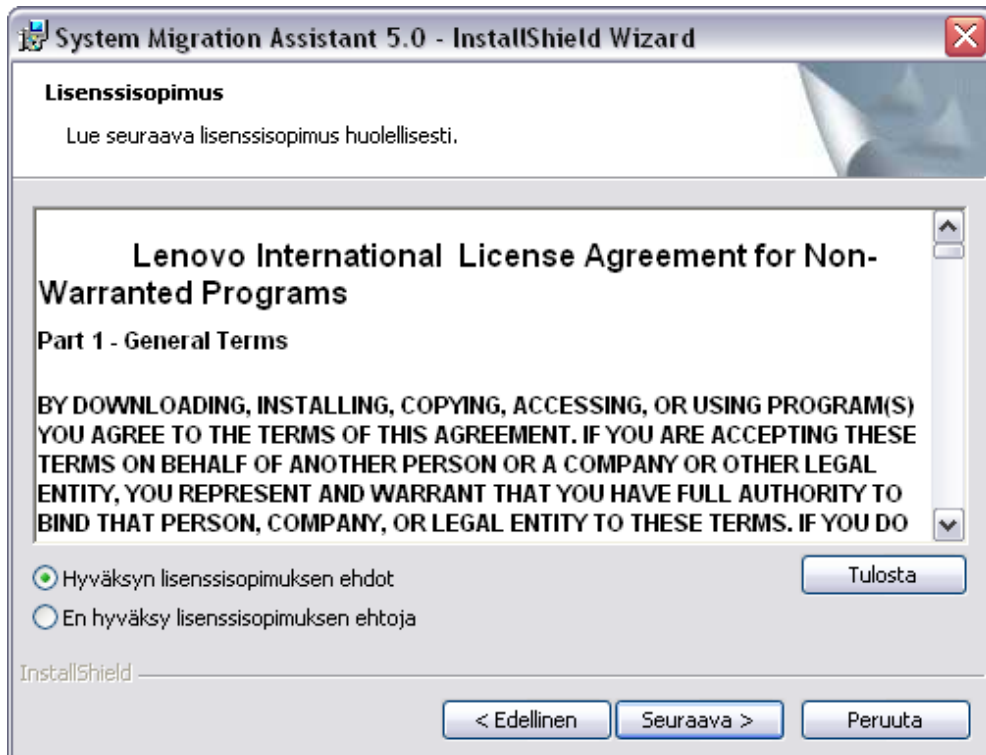 System Migration Assistant 5.0 - InstallShield Wizard
Lisenssisopimus
Lue seuraava lisenssisopimus huolellisesti.
Lenovo International License Agreement for Non-
Warranted Programs
Part 1 - General Terms
BY DOWNLOADING, INSTALLING, COPYING, ACCESSING, OR USING PROGRAM(S)
YOU AGREE TO THE TERMS OF THIS AGREEMENT. IF YOU ARE ACCEPTING THESE
TERMS ON BEHALF OF ANOTHER PERSON OR A COMPANY OR OTHER LEGAL
ENTITY, YOU REPRESENT AND WARRANT THAT YOU HAVE FULL AUTHORITY TO
BIND THAT PERSON, COMPANY, OR LEGAL ENTITY TO THESE TERMS. IF YOU DO
Hyväksyn lisenssisopimuksen ehdot
Tulosta
En hyväksy lisenssisopimuksen ehtoja
InstallShield
< Edellinen
Seuraava >
Peruuta